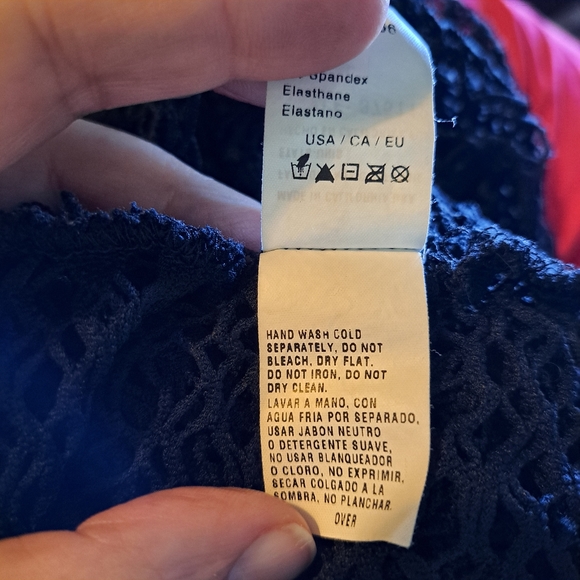 Spandex
Elasthane
Elastano
USA / CA / EU
HAND WASH COLD
SEPARATELY, DO NOT
BLEACH, DRY FLAT.
DO NOT IRON, DO NOT
DRY CLEAN.
LAVAR A MANO, CON
AGUA FRIA POR SEPARADO,
USAR JABON NEUTRO
O DETERGENTE SUAVE,
NO USAR BLANQUEADOR
O CLORO, NO EXPRIMIR,
SECAR COLGADO A LA
SOMBRA, NO PLANCHAR.
OVER